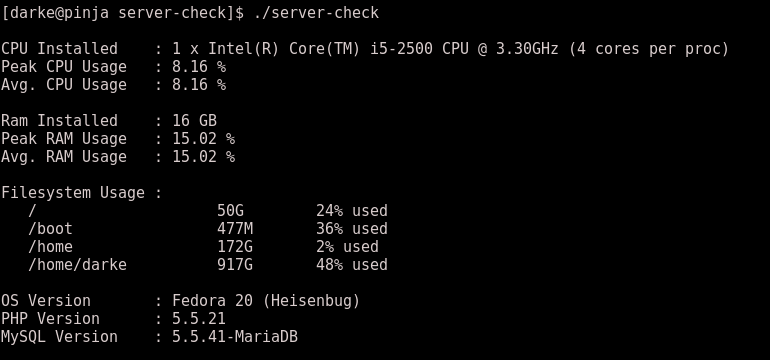 [darke@pinja server-check]$ ./server-check
CPU Installed    : 1 x Intel(R) Core(TM) i5-2500 CPU @ 3.30GHz (4 cores per proc)
Peak CPU Usage   : 8.16 %
Avg. CPU Usage   : 8.16 %
Ram Installed    : 16 GB
Peak RAM Usage   : 15.02 %
Avg. RAM Usage   : 15.02 %
Filesystem Usage :
   /                    50G        24% used
   /boot                477M       36% used
   /home                172G       2% used
   /home/darke          917G       48% used
OS Version       : Fedora 20 (Heisenbug)
PHP Version      : 5.5.21
MySQL Version    : 5.5.41-MariaDB